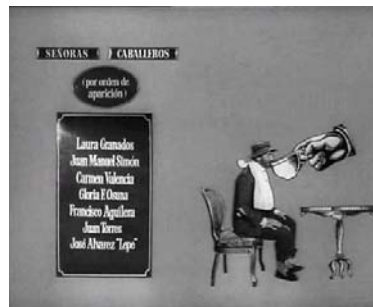 SEÑORAS CABALLEROS
(por orden de
aparición)
Laura Granados
Juan Manuel Simón
Carmen Valencia
Gloria F. Osuna
Francisco Aguilera
Juan Torres
José Alvarez "Lepe"